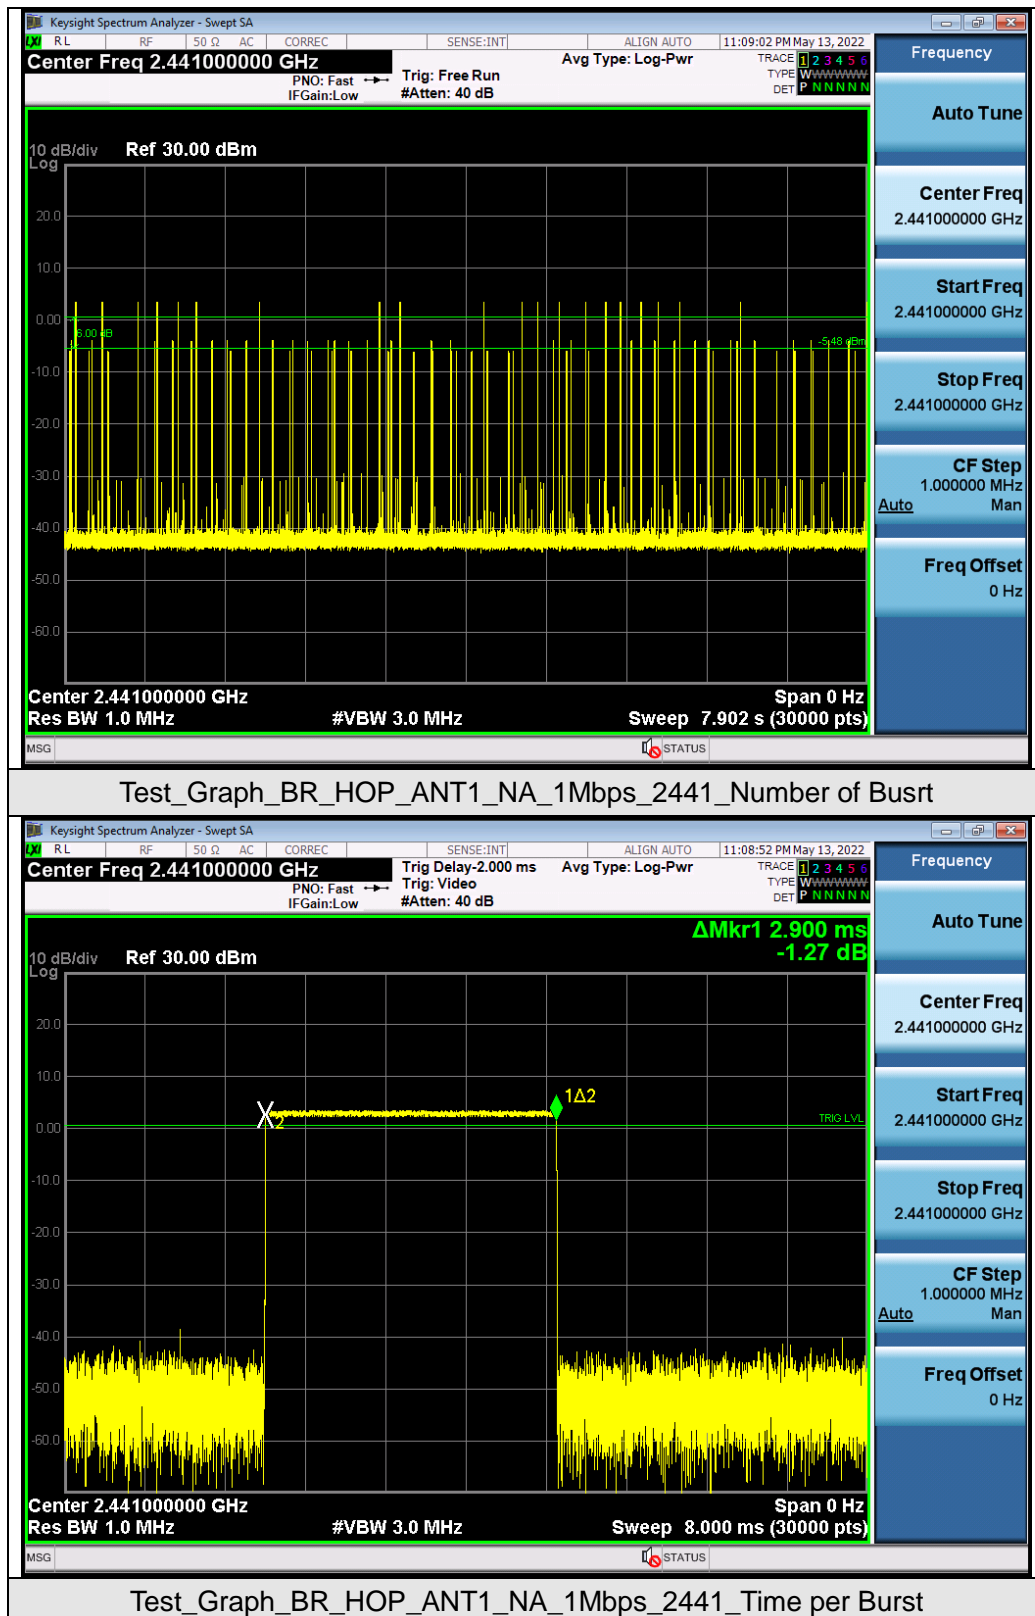 Keysight Spectrum Analyzer - Swept SA
LXI RL RF 50 Ω AC CORREC SENSE:INT ALIGN AUTO 11:09:02 PM May 13, 2022
Center Freq 2.441000000 GHz
PNO: Fast
IFGain:Low
Trig: Free Run
#Atten: 40 dB
Avg Type: Log-Pwr
TRACE 1 2 3 4 5 6
TYPE WWWWWW
DET P N N N N N
10 dB/div
Log
Ref 30.00 dBm
20.0
10.0
0.00
-10.0
-20.0
-30.0
-40.0
-50.0
-60.0
6.00 dB
-5.48 dBm
Center 2.441000000 GHz
Span 0 Hz
Res BW 1.0 MHz
#VBW 3.0 MHz
Sweep 7.902 s (30000 pts)
MSG
STATUS
Frequency
Auto Tune
Center Freq
2.441000000 GHz
Start Freq
2.441000000 GHz
Stop Freq
2.441000000 GHz
CF Step
1.000000 MHz
Auto Man
Freq Offset
0 Hz
Test_Graph_BR_HOP_ANT1_NA_1Mbps_2441_Number of Busrt
Keysight Spectrum Analyzer - Swept SA
LXI RL RF 50 Ω AC CORREC SENSE:INT ALIGN AUTO 11:08:52 PM May 13, 2022
Center Freq 2.441000000 GHz
PNO: Fast
IFGain:Low
Trig Delay-2.000 ms
Trig: Video
#Atten: 40 dB
Avg Type: Log-Pwr
TRACE 1 2 3 4 5 6
TYPE WWWWWW
DET P N N N N N
ΔMkr1 2.900 ms
-1.27 dB
10 dB/div
Log
Ref 30.00 dBm
20.0
10.0
0.00
-10.0
-20.0
-30.0
-40.0
-50.0
-60.0
2
1Δ2
TRIG LVL
Center 2.441000000 GHz
Span 0 Hz
Res BW 1.0 MHz
#VBW 3.0 MHz
Sweep 8.000 ms (30000 pts)
MSG
STATUS
Frequency
Auto Tune
Center Freq
2.441000000 GHz
Start Freq
2.441000000 GHz
Stop Freq
2.441000000 GHz
CF Step
1.000000 MHz
Auto Man
Freq Offset
0 Hz
Test_Graph_BR_HOP_ANT1_NA_1Mbps_2441_Time per Burst